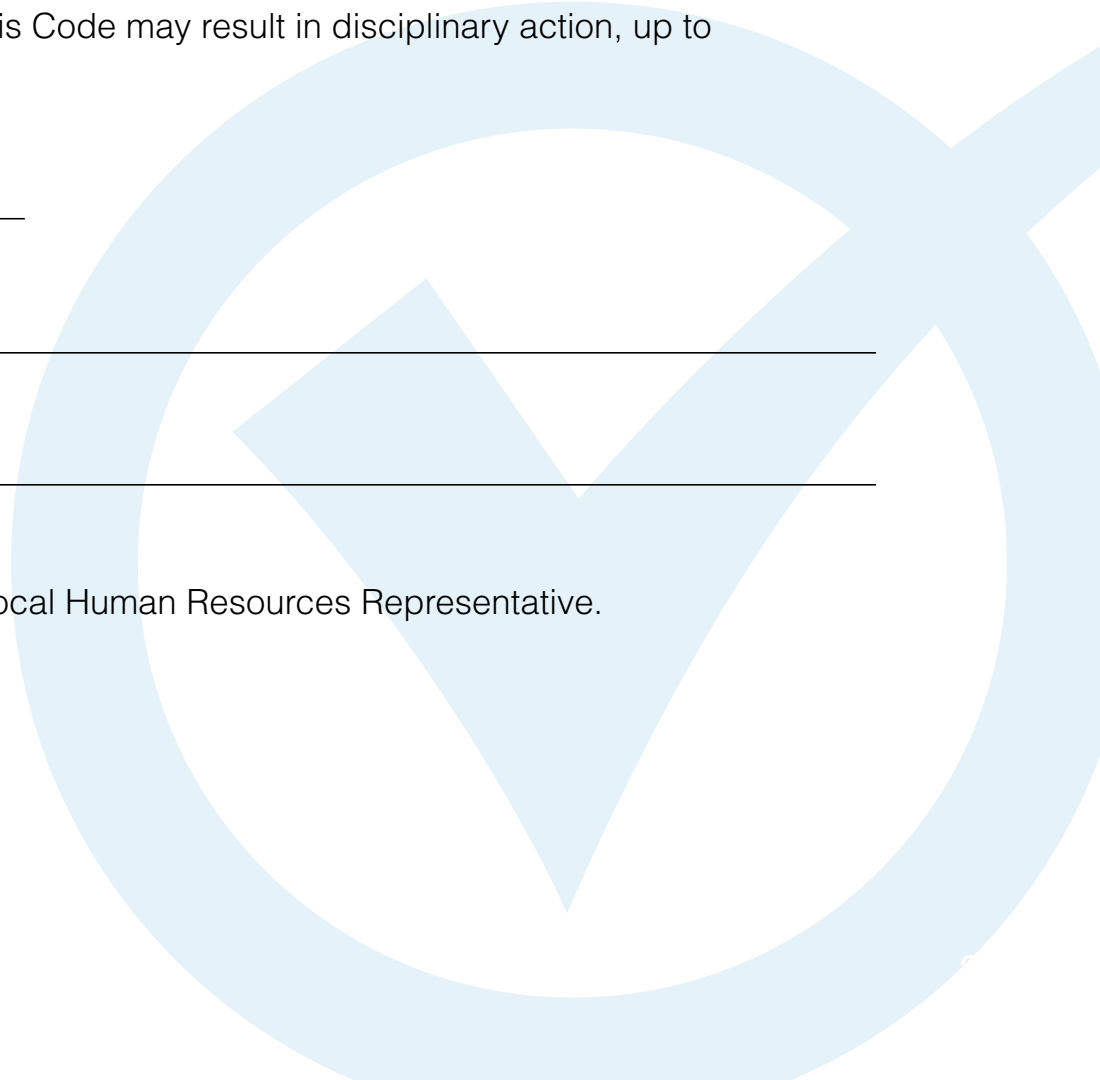 is Code may result in disciplinary action, up to
ocal Human Resources Representative.